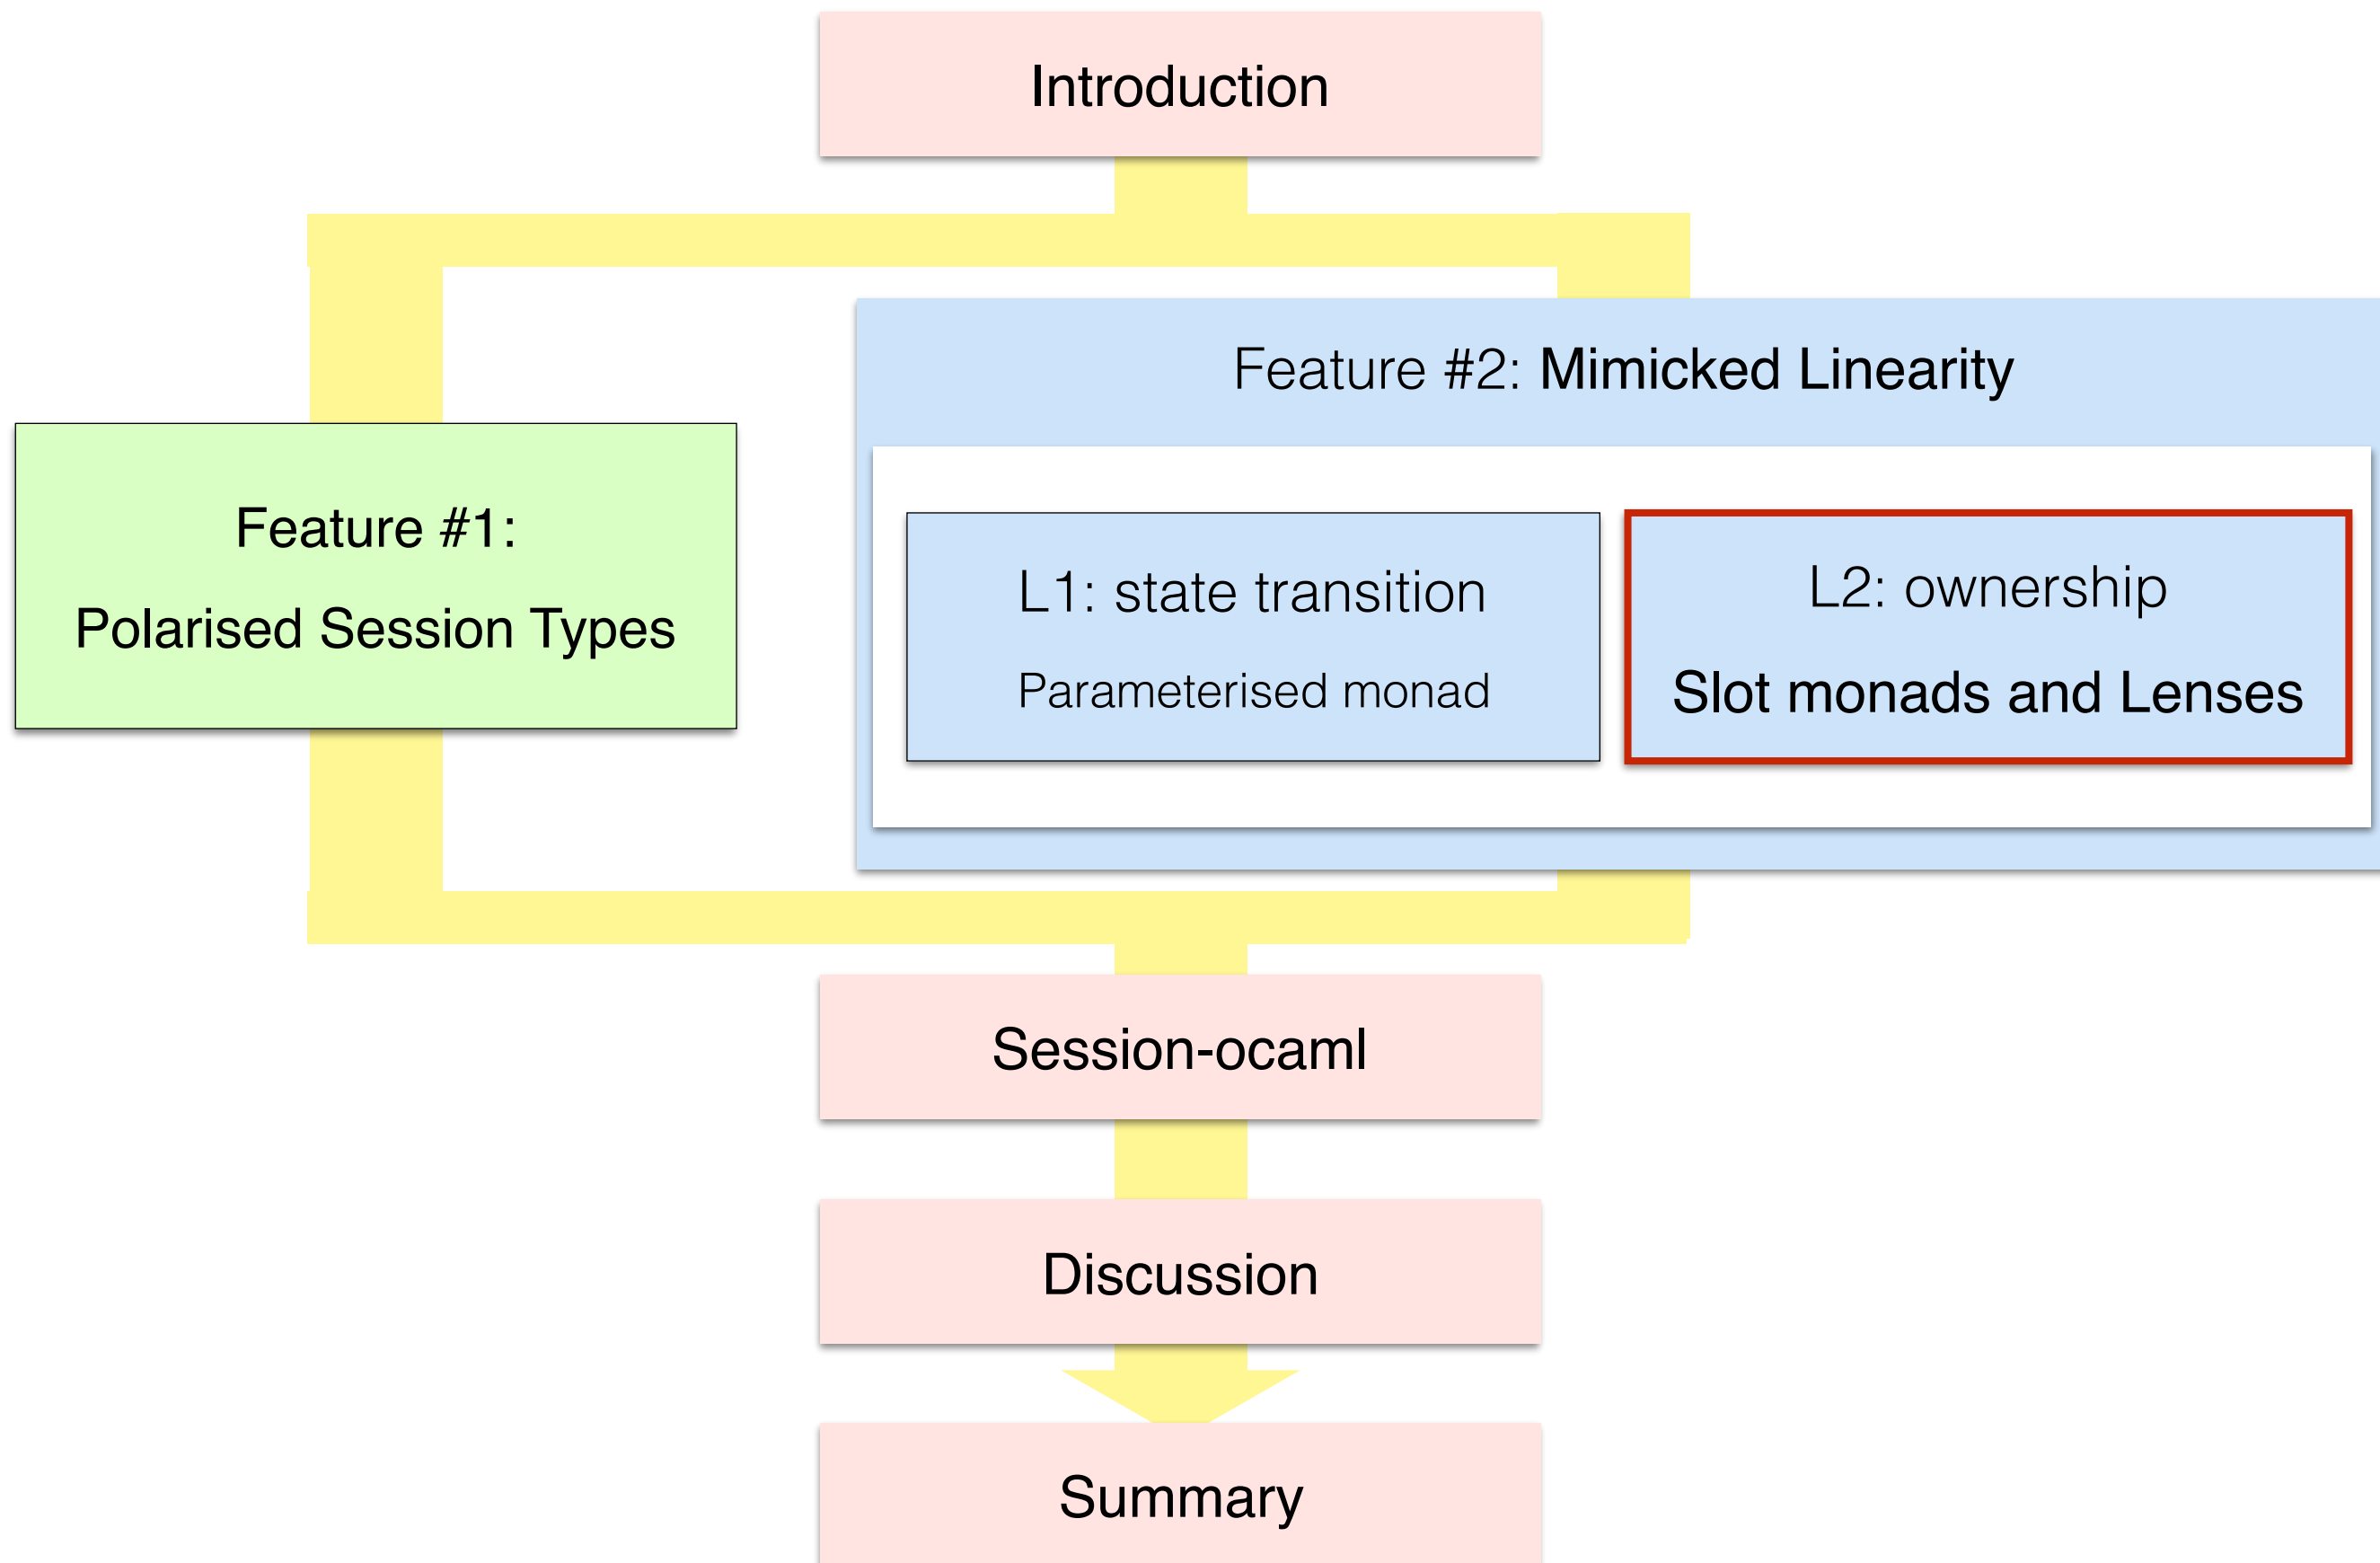 Introduction
Feature #1:
Polarised Session Types
Feature #2: Mimicked Linearity
L1: state transition
Parameterised monad
L2: ownership
Slot monads and Lenses
Session-ocaml
Discussion
Summary